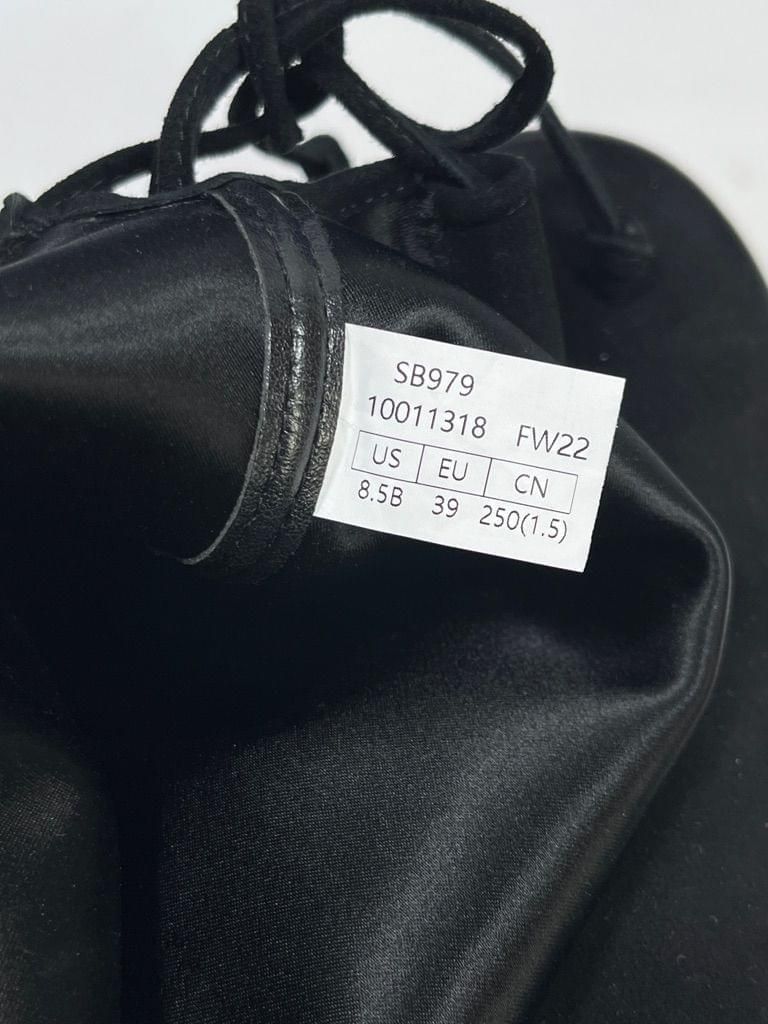 SB979
10011318 FW22
US EU CN
8.5B 39 250(1.5)